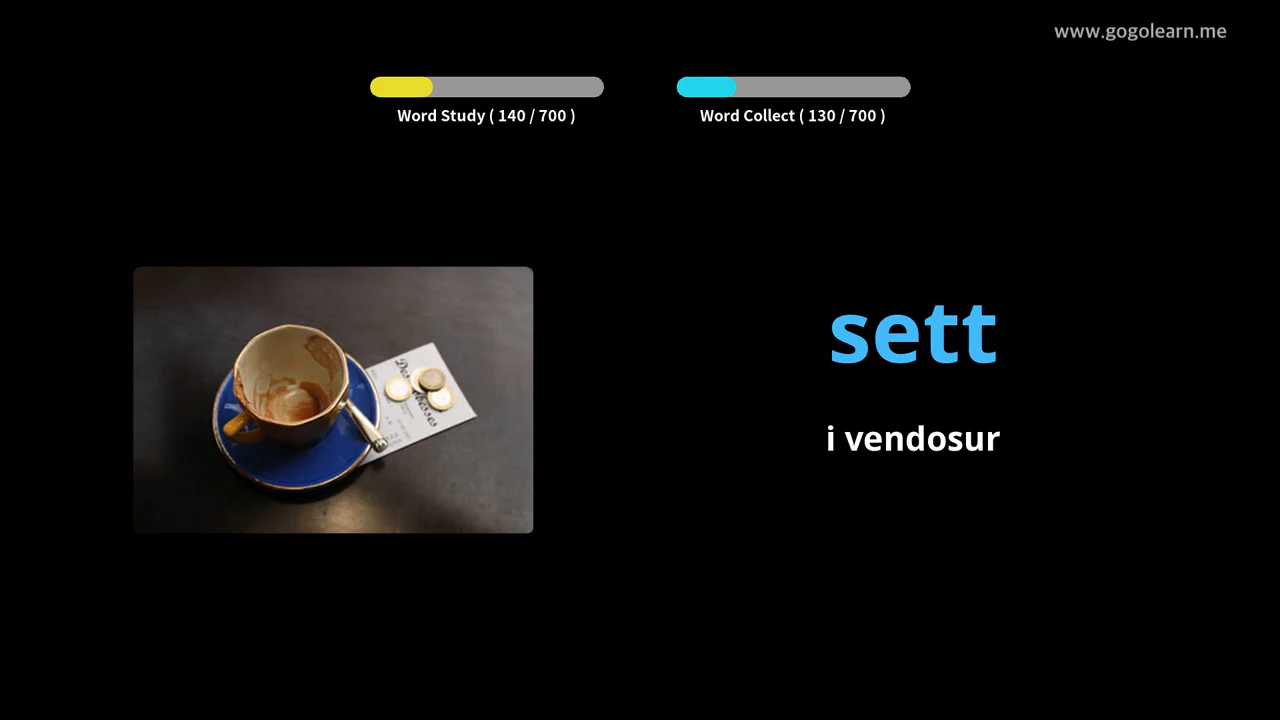 www.gogolearn.me
Word Study ( 140 / 700 )
Word Collect ( 130 / 700 )
sett
i vendosur